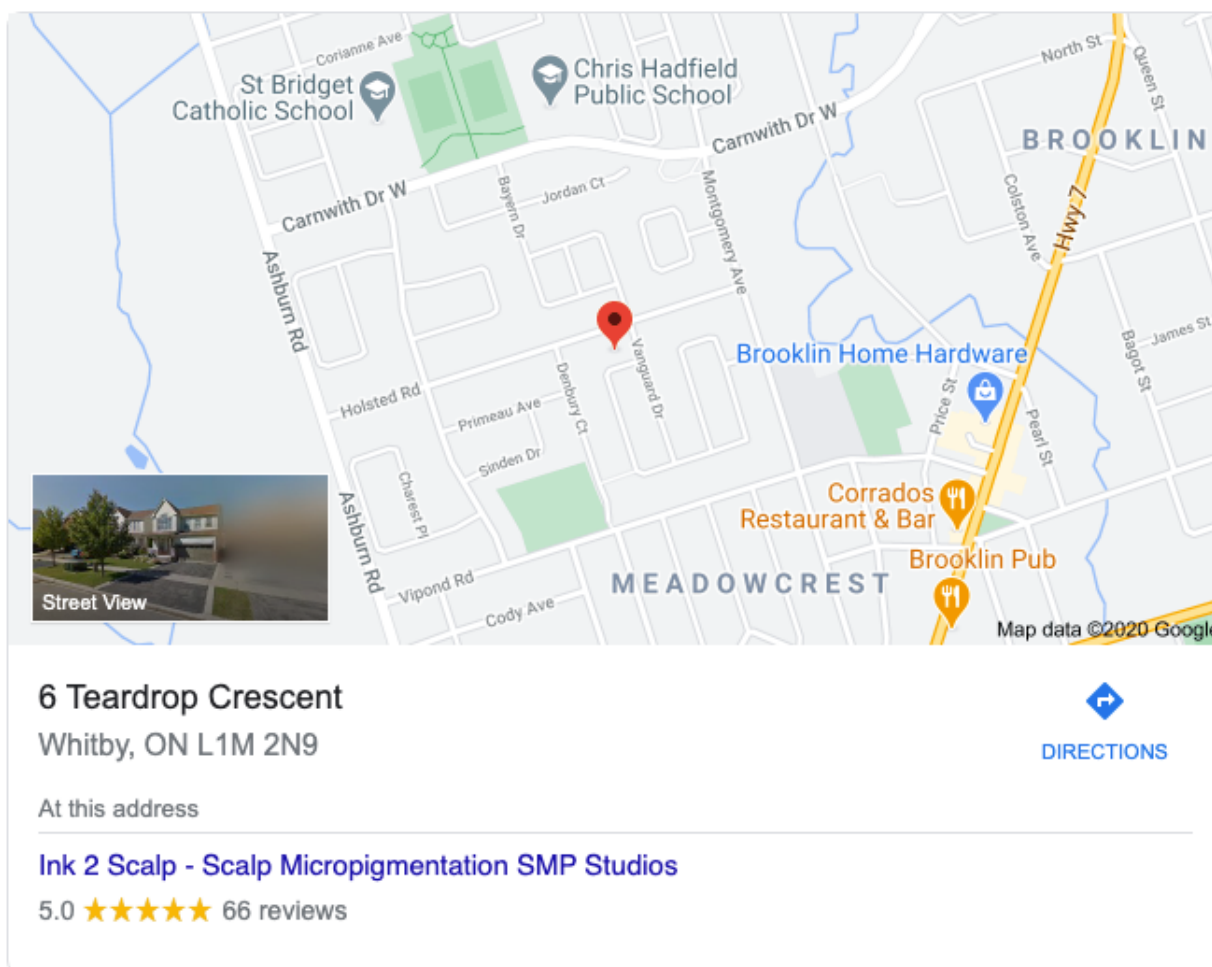 Corianne Ave
St Bridget
Catholic School
Chris Hadfield
Public School
North St
Queen St
Carnwith Dr W
BROOKLIN
Jordan Ct
Bayern Dr
Carnwith Dr W
Montgomery Ave
Colston Ave
Hwy 7
Ashburn Rd
James St
Bagot St
Vanguard Dr
Brooklin Home Hardware
Denbury Ct
Holsted Rd
Primeau Ave
Price St
Pearl St
Sinden Dr
Charest Pl
Corrados
Restaurant & Bar
Ashburn Rd
Brooklin Pub
Vipond Rd
MEADOWCREST
Cody Ave
Street View
Map data ©2020 Google
6 Teardrop Crescent
Whitby, ON L1M 2N9
DIRECTIONS
At this address
Ink 2 Scalp - Scalp Micropigmentation SMP Studios
5.0 ★★★★★ 66 reviews